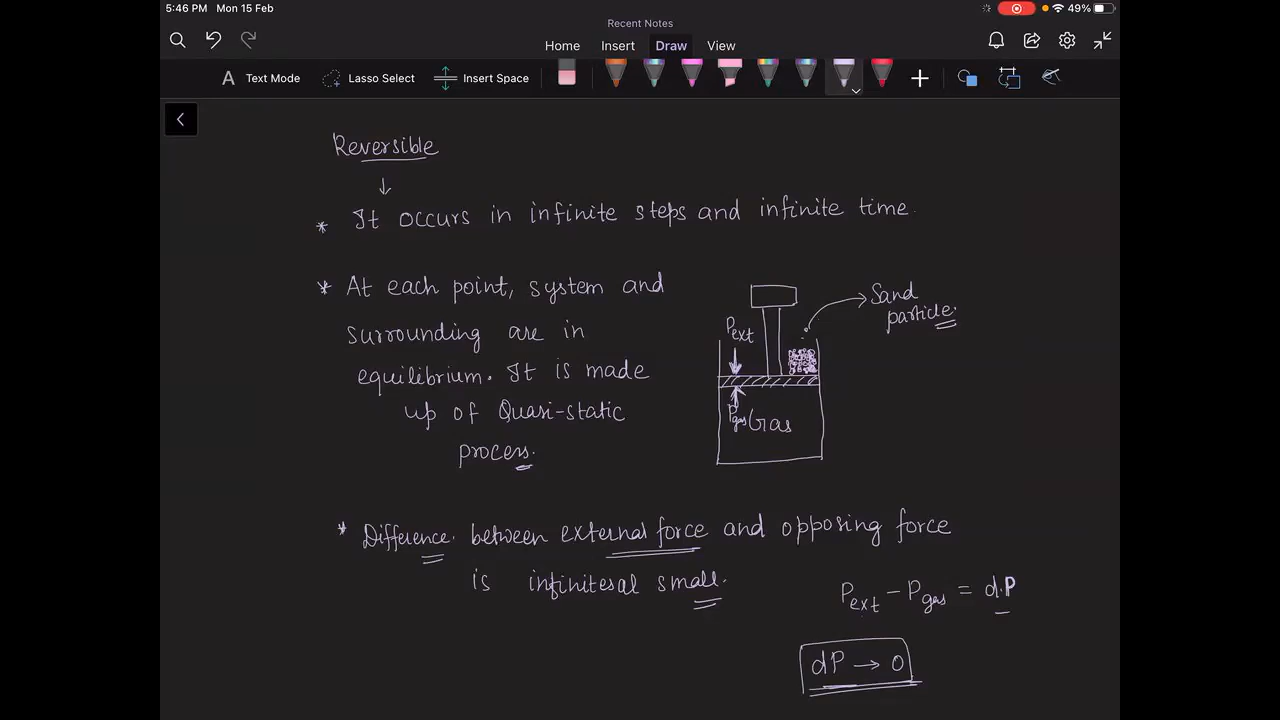 5:46 PM Mon 15 Feb
49%
Recent Notes
Home Insert Draw View
Text Mode Lasso Select Insert Space
Reversible
↓
* It occurs in infinite steps and infinite time.
* At each point, system and
surrounding are in
equilibrium. It is made
up of Quasi-static
process.
Sand
particle.
Pext
Pgas Gas
* Difference between external force and opposing force
is infinitesal small.
Pext - Pgas = d.P
dP → 0